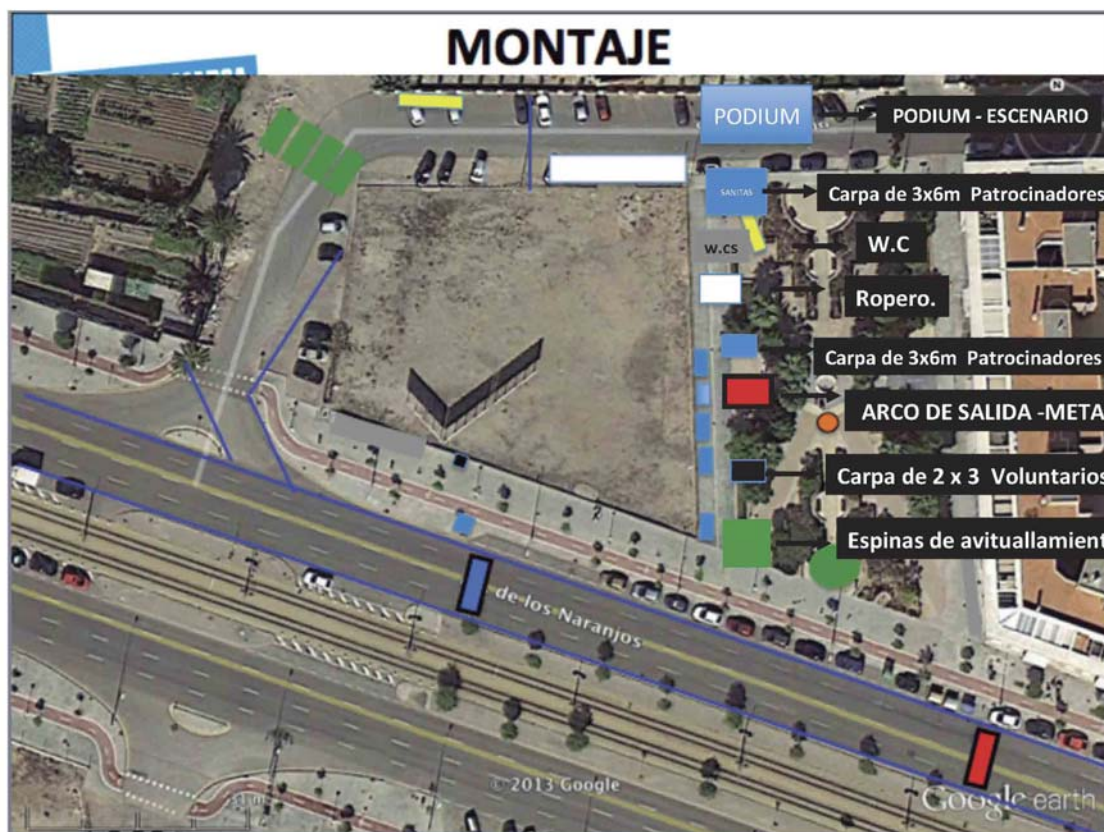 MONTAJE
PODIUM
PODIUM - ESCENARIO
SANITAS
Carpa de 3x6m Patrocinadores
W.CS
W.C
Ropero.
Carpa de 3x6m Patrocinadores
ARCO DE SALIDA -META
Carpa de 2 x 3 Voluntarios
Espinas de avituallamient
de los Naranjos
© 2013 Google
Google earth
N